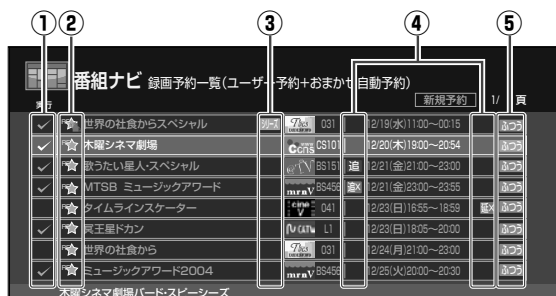 ① ② ③ ④ ⑤
番組ナビ 録画予約一覧(ユーザー予約+おまかせ自動予約)
新規予約 1/ 頁
実行
世界の社食からスペシャル シリーズ 031 12/19(水)11:00~00:15 ふつう
木曜シネマ劇場 CS101 12/20(木)19:00~20:54 ふつう
歌うたい星人・スペシャル BS151 追 12/21(金)21:00~23:00 ふつう
MTSB ミュージックアワード mrnV BS456 追X 12/21(金)23:00~23:55 ふつう
タイムラインスケーター cine V 041 12/23(日)16:55~18:59 延X ふつう
冥王星ドカン L1 12/23(日)18:05~20:00 ふつう
世界の社食から 031 12/24(月)21:00~23:00 ふつう
ミュージックアワード2004 mrnV BS456 12/25(火)20:00~20:30 ふつう
木曜シネマ劇場バード・スピーシーズ